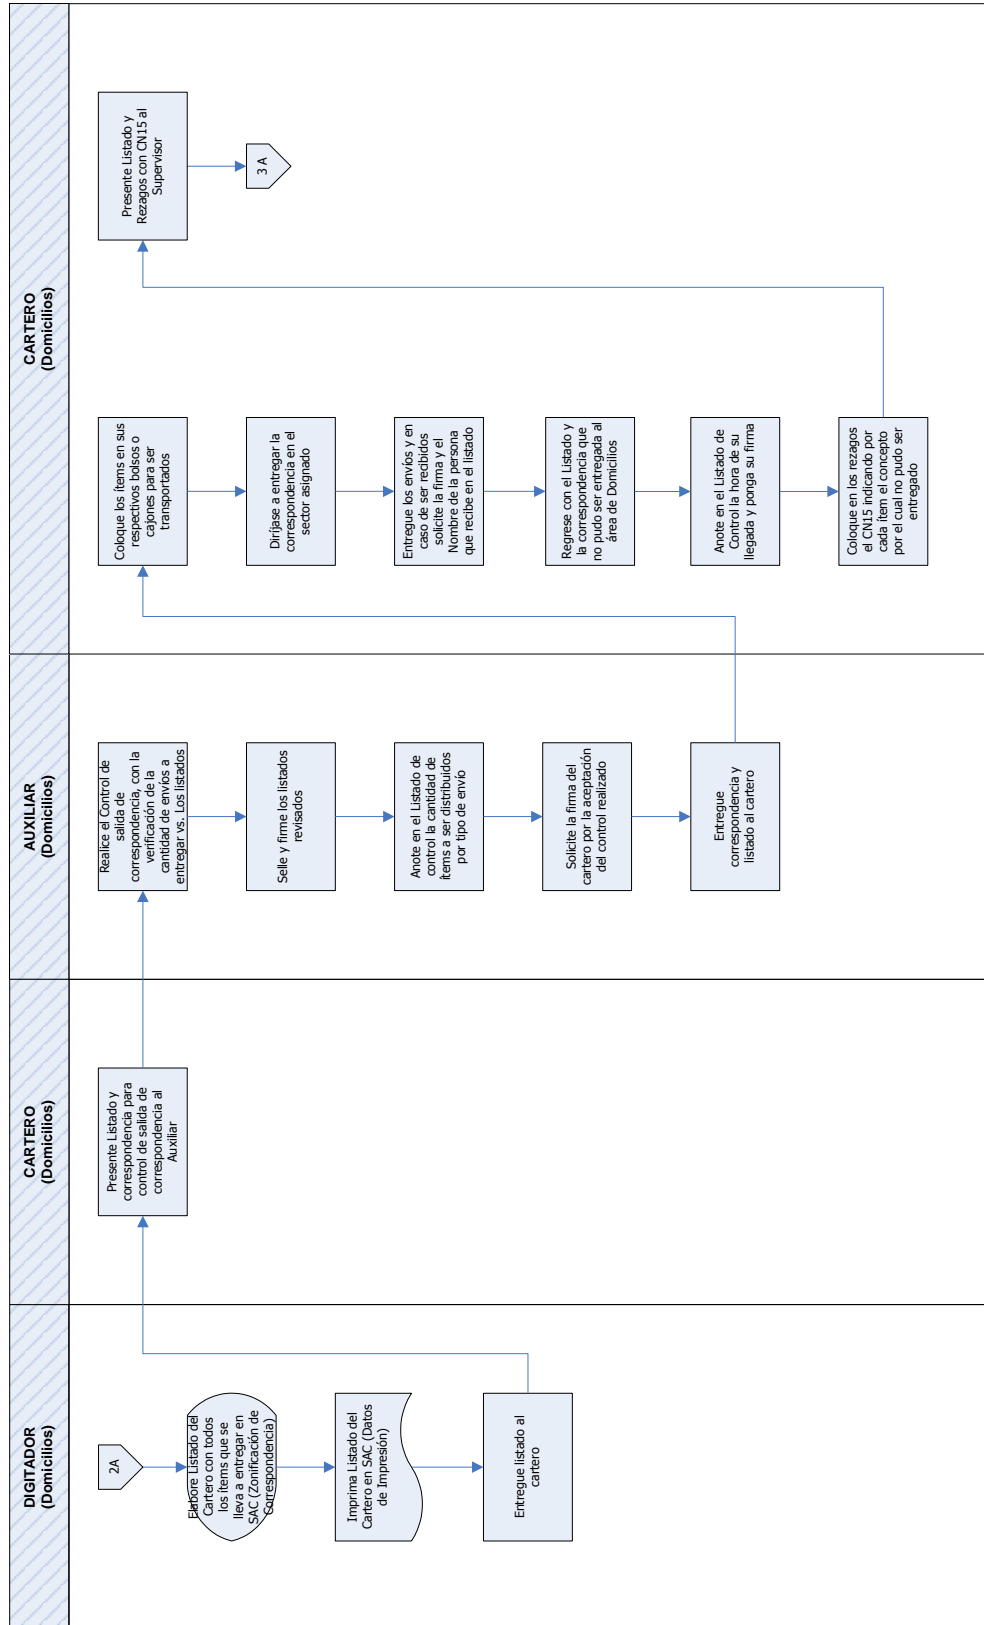 DIGITADOR
(Domicilios)
CARTERO
(Domicilios)
AUXILIAR
(Domicilios)
CARTERO
(Domicilios)
2A
Elabore Listado del
Cartero con todos
los ítems que se
lleva a entregar en
SAC (Zonificación de
Correspondencia)
Imprima Listado del
Cartero en SAC (Datos
de Impresión)
Entregue listado al
cartero
Presente Listado y
correspondencia para
control de salida de
correspondencia al
Auxiliar
Realice el Control de
salida de
correspondencia, con la
verificación de la
cantidad de envíos a
entregar vs. Los listados
Selle y firme los listados
revisados
Anote en el Listado de
control la cantidad de
ítems a ser distribuidos
por tipo de envío
Solicite la firma del
cartero por la aceptación
del control realizado
Entregue
correspondencia y
listado al cartero
Coloque los ítems en sus
respectivos bolsos o
cajones para ser
transportados
Diríjase a entregar la
correspondencia en el
sector asignado
Entregue los envíos y en
caso de ser recibidos
solicite la firma y el
Nombre de la persona
que recibe en el listado
Regrese con el Listado y
la correspondencia que
no pudo ser entregada al
área de Domicilios
Anote en el Listado de
Control la hora de su
llegada y ponga su firma
Coloque en los rezagos
el CN15 indicando por
cada ítem el concepto
por el cual no pudo ser
entregado
Presente Listado y
Rezagos con CN15 al
Supervisor
3 A